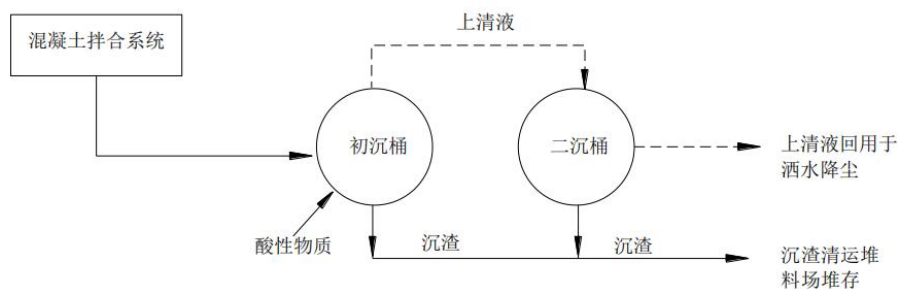 上清液
混凝土拌合系统
初沉桶
二沉桶
上清液回用于
洒水降尘
酸性物质
沉渣
沉渣
沉渣清运堆
料场堆存